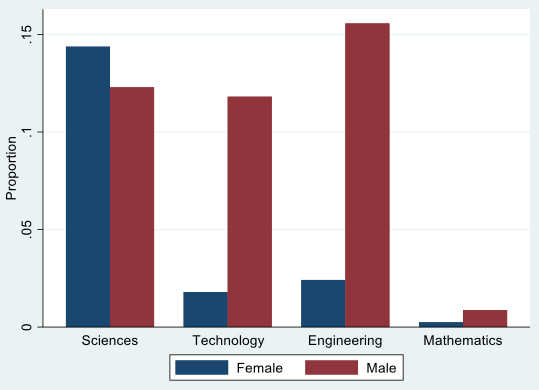 .15
.1
.05
0
Proportion
Sciences Technology Engineering Mathematics
Female Male